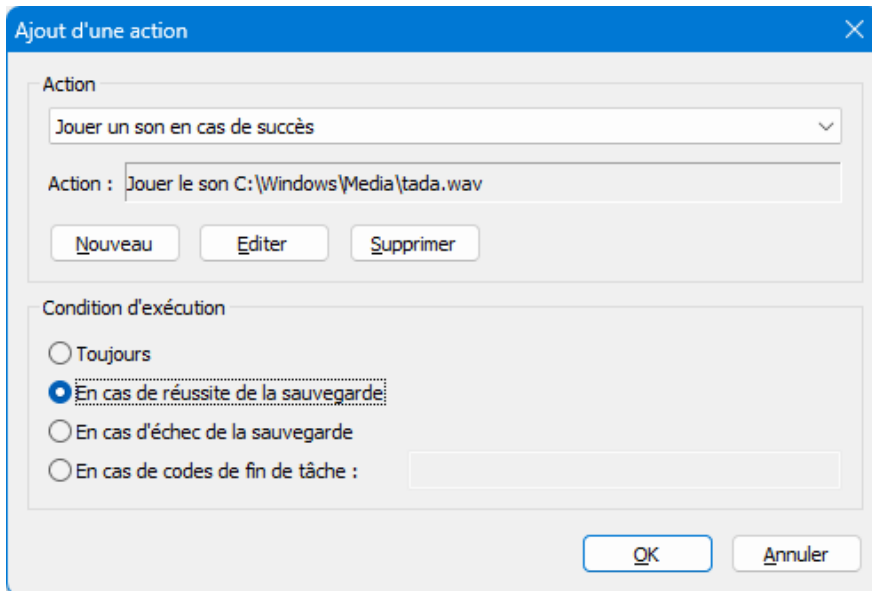 Ajout d'une action
Action
Jouer un son en cas de succès
Action : Jouer le son C:\Windows\Media\tada.wav
Nouveau Editer Supprimer
Condition d'exécution
Toujours
En cas de réussite de la sauvegarde
En cas d'échec de la sauvegarde
En cas de codes de fin de tâche :
OK Annuler